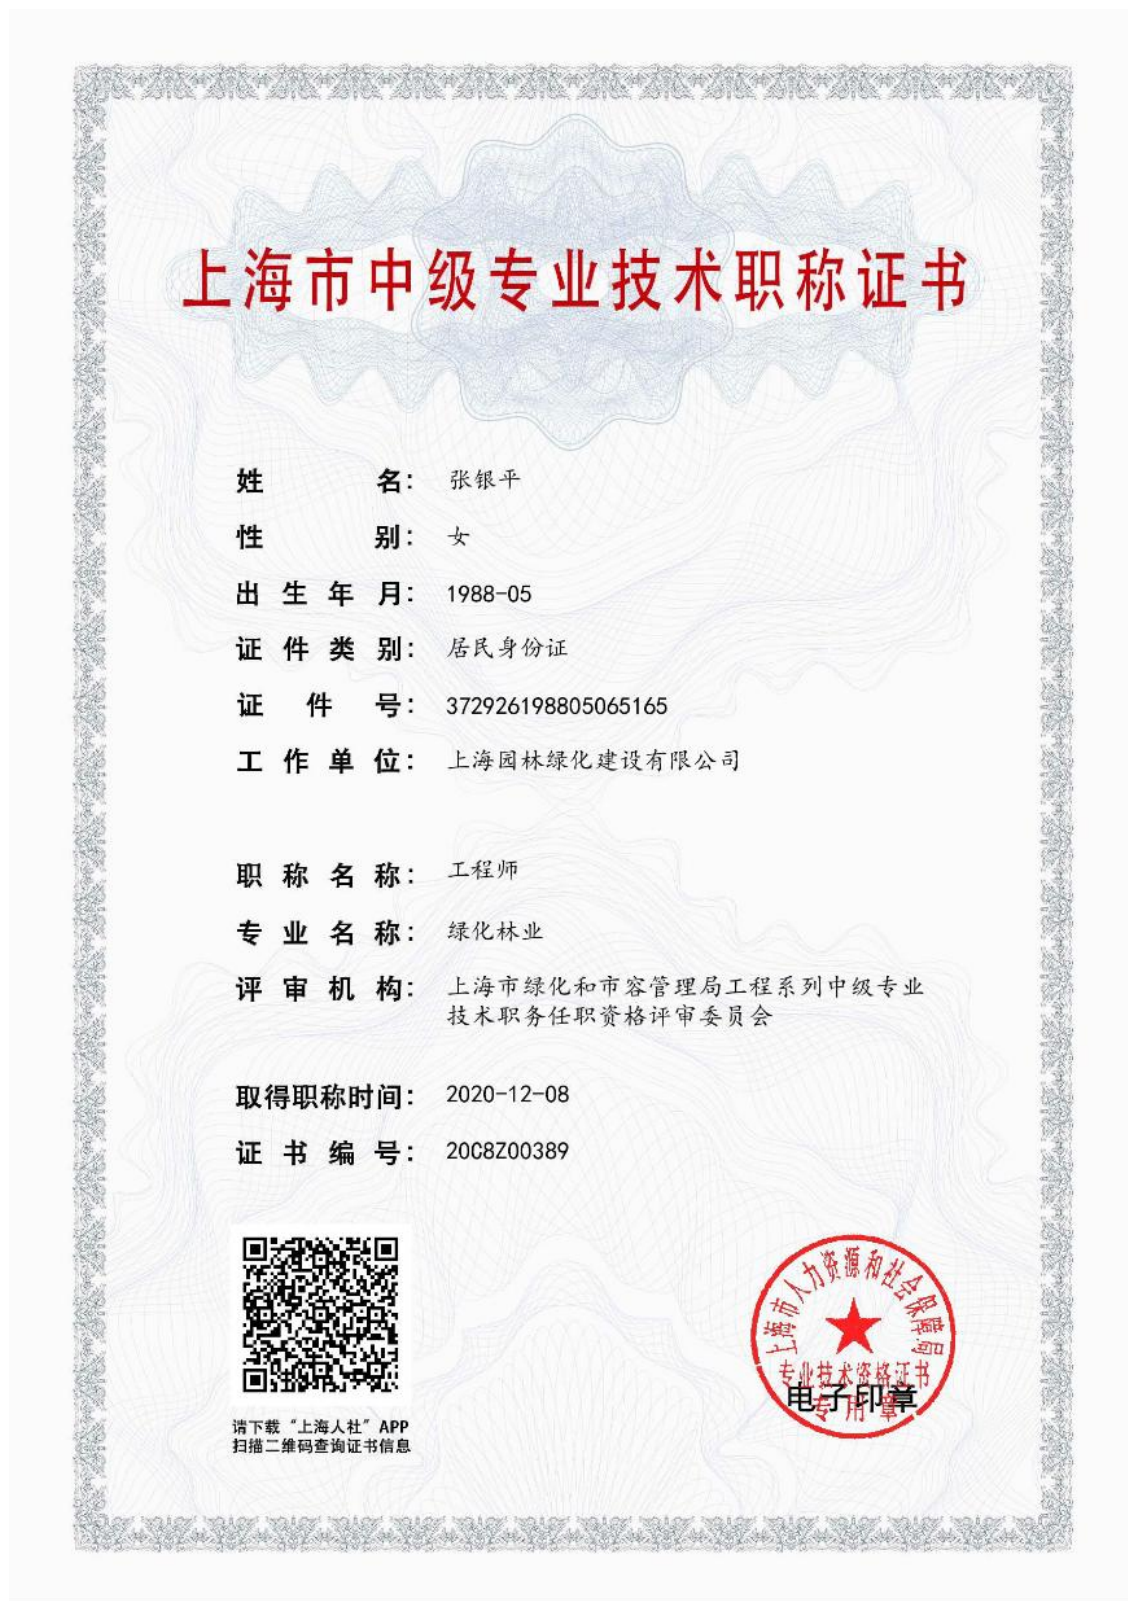 上海市中级专业技术职称证书
姓名： 张银平
性别： 女
出生年月： 1988-05
证件类别： 居民身份证
证件号： 372926198805065165
工作单位： 上海园林绿化建设有限公司
职称名称： 工程师
专业名称： 绿化林业
评审机构： 上海市绿化和市容管理局工程系列中级专业
技术职务任职资格评审委员会
取得职称时间： 2020-12-08
证书编号： 20C8Z00389
请下载“上海人社”APP
扫描二维码查询证书信息
上海市人力资源和社会保障局
专业技术资格证书
电子印章
专用章